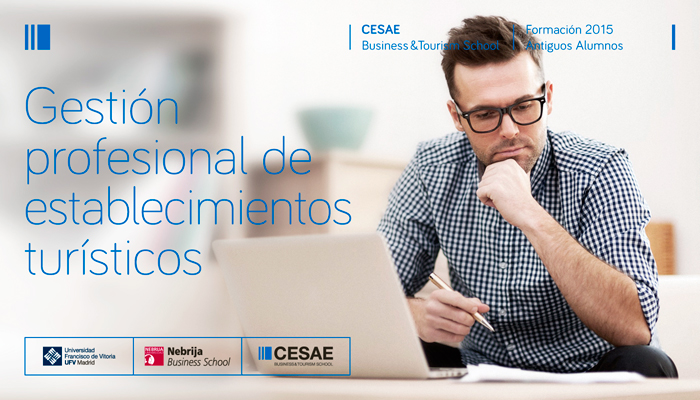 CESAE
Business & Tourism School
Formación 2015
Antiguos Alumnos
Gestión
profesional de
establecimientos
turísticos
Universidad
Francisco de Vitoria
UFV Madrid
NEBRIJA
Nebrija
Business School
CESAE
BUSINESS&TOURISM SCHOOL